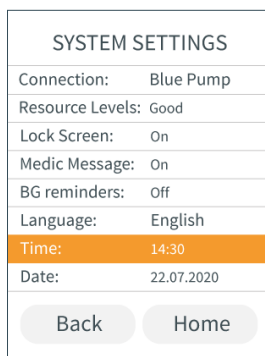 SYSTEM SETTINGS
Connection: Blue Pump
Resource Levels: Good
Lock Screen: On
Medic Message: On
BG reminders: Off
Language: English
Time: 14:30
Date: 22.07.2020
Back Home